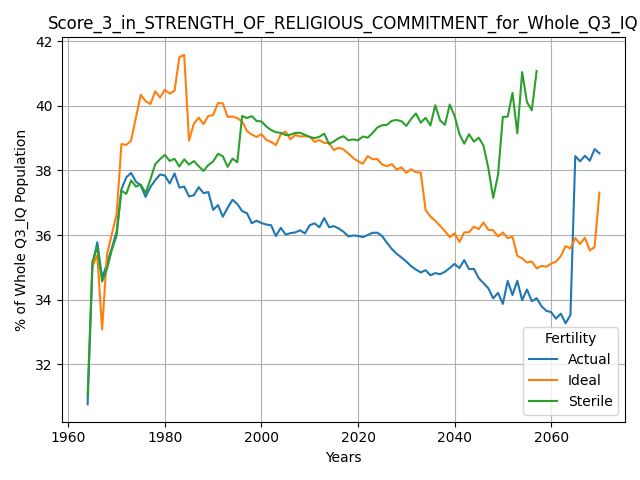 Score_3_in_STRENGTH_OF_RELIGIOUS_COMMITMENT_for_Whole_Q3_IQ
42
40
38
36
34
32
% of Whole Q3_IQ Population
Fertility
Actual
Ideal
Sterile
1960 1980 2000 2020 2040 2060
Years